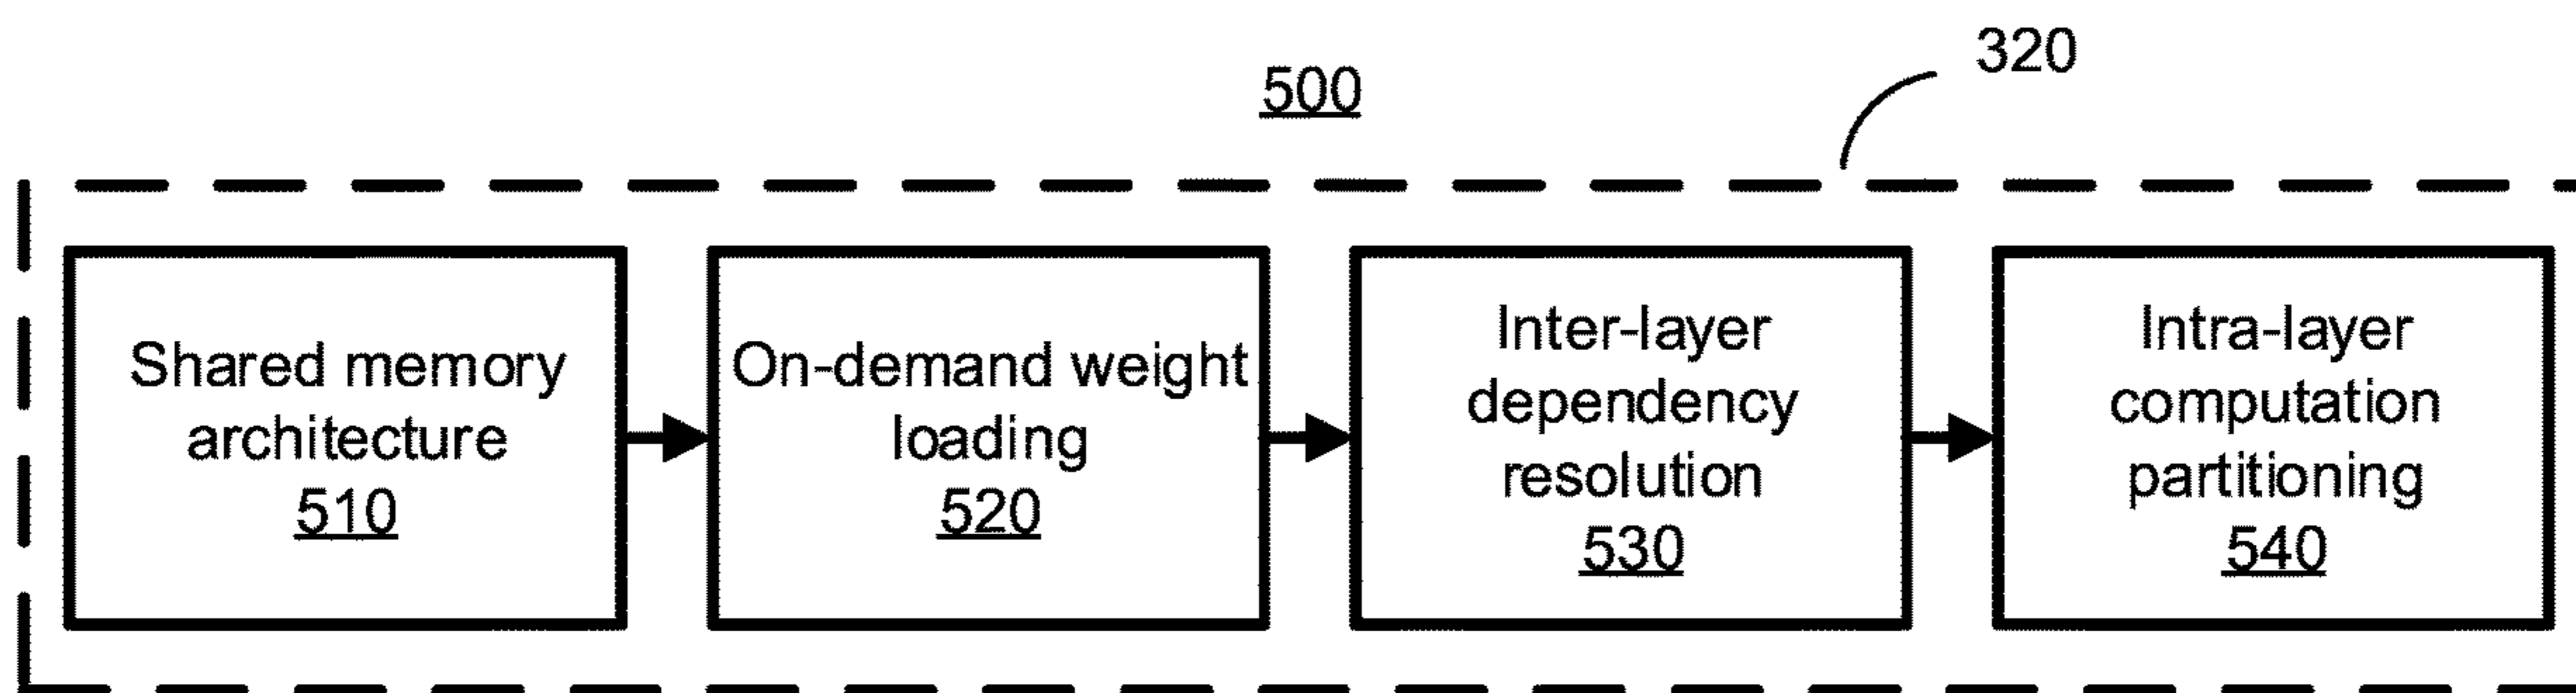 320
500
Shared memory
architecture
510
On-demand weight
loading
520
Inter-layer
dependency
resolution
530
Intra-layer
computation
partitioning
540